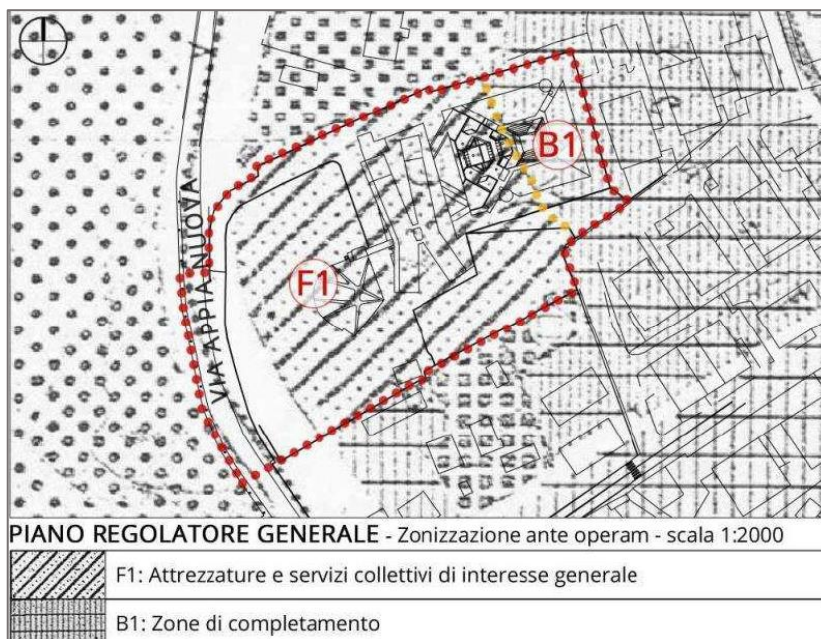 B1
VIA APPIA NUOVA
F1
PIANO REGOLATORE GENERALE - Zonizzazione ante operam - scala 1:2000
F1: Attrezzature e servizi collettivi di interesse generale
B1: Zone di completamento